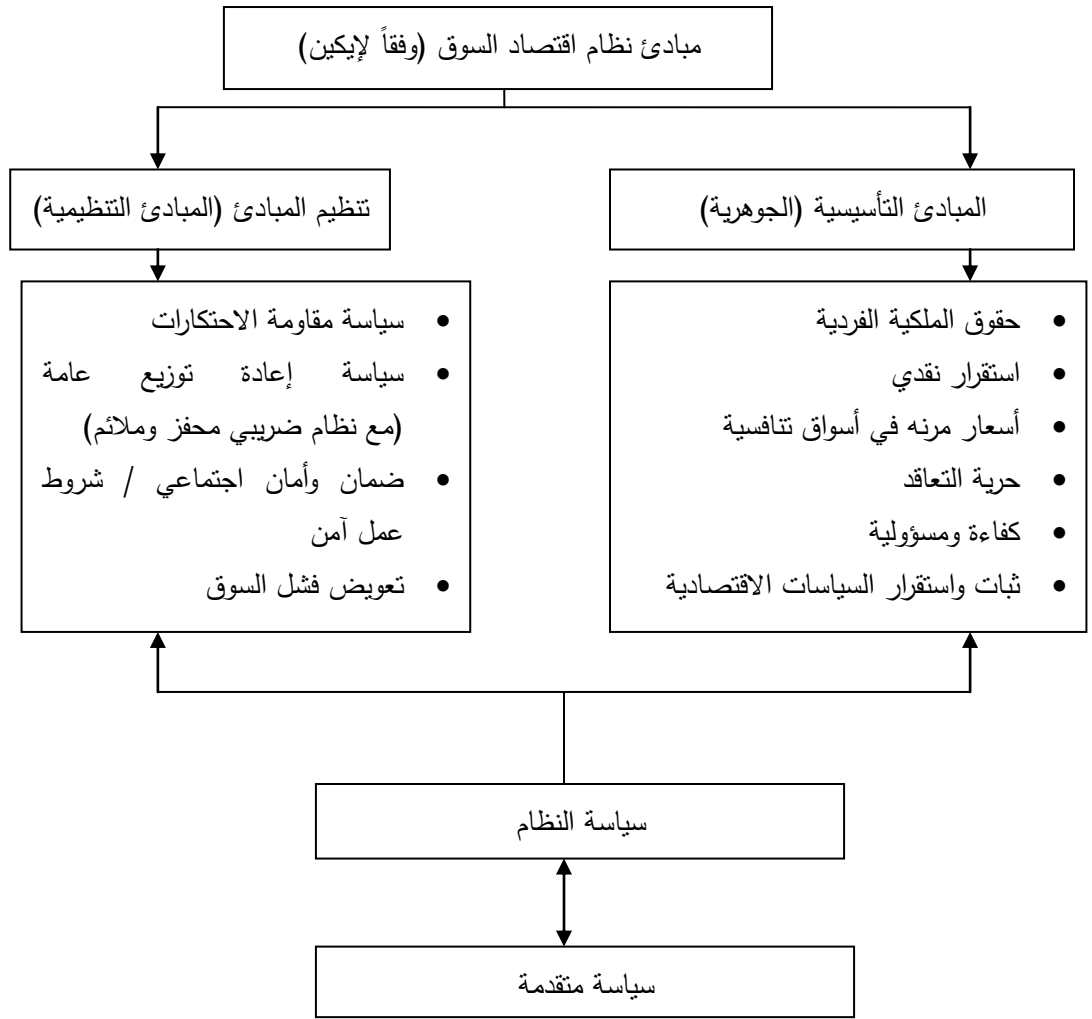 مبادئ نظام اقتصاد السوق (وفقاً لإيكين)
المبادئ التأسيسية (الجوهرية)
تنظيم المبادئ (المبادئ التنظيمية)
• حقوق الملكية الفردية
• استقرار نقدي
• أسعار مرنه في أسواق تنافسية
• حرية التعاقد
• كفاءة ومسؤولية
• ثبات واستقرار السياسات الاقتصادية
• سياسة مقاومة الاحتكارات
• سياسة إعادة توزيع عامة
(مع نظام ضريبي محفز وملائم)
• ضمان وأمان اجتماعي / شروط
عمل آمن
• تعويض فشل السوق
سياسة النظام
سياسة متقدمة